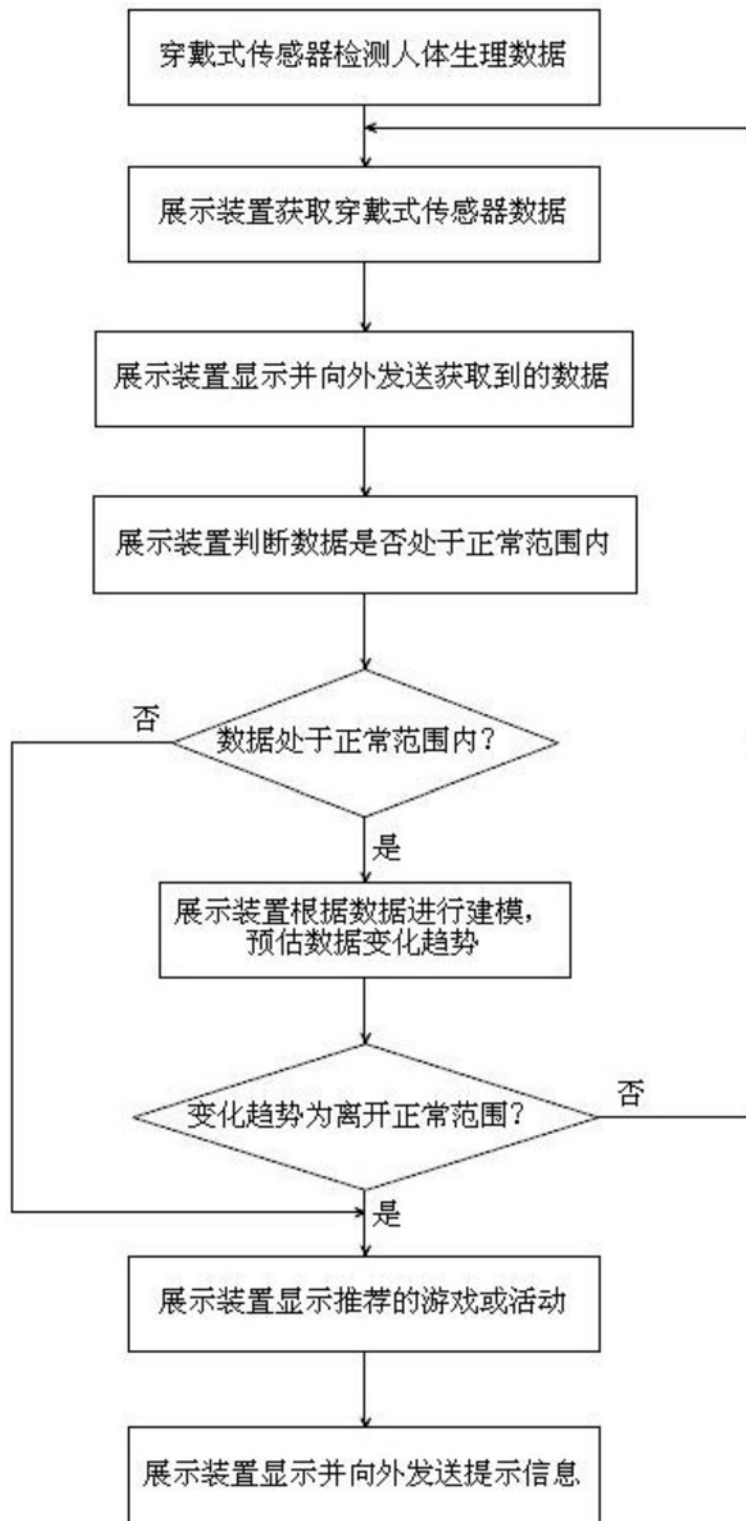 穿戴式传感器检测人体生理数据
展示装置获取穿戴式传感器数据
展示装置显示并向外发送获取到的数据
展示装置判断数据是否处于正常范围内
否
数据处于正常范围内?
是
展示装置根据数据进行建模，
预估数据变化趋势
变化趋势为离开正常范围?
否
是
展示装置显示推荐的游戏或活动
展示装置显示并向外发送提示信息